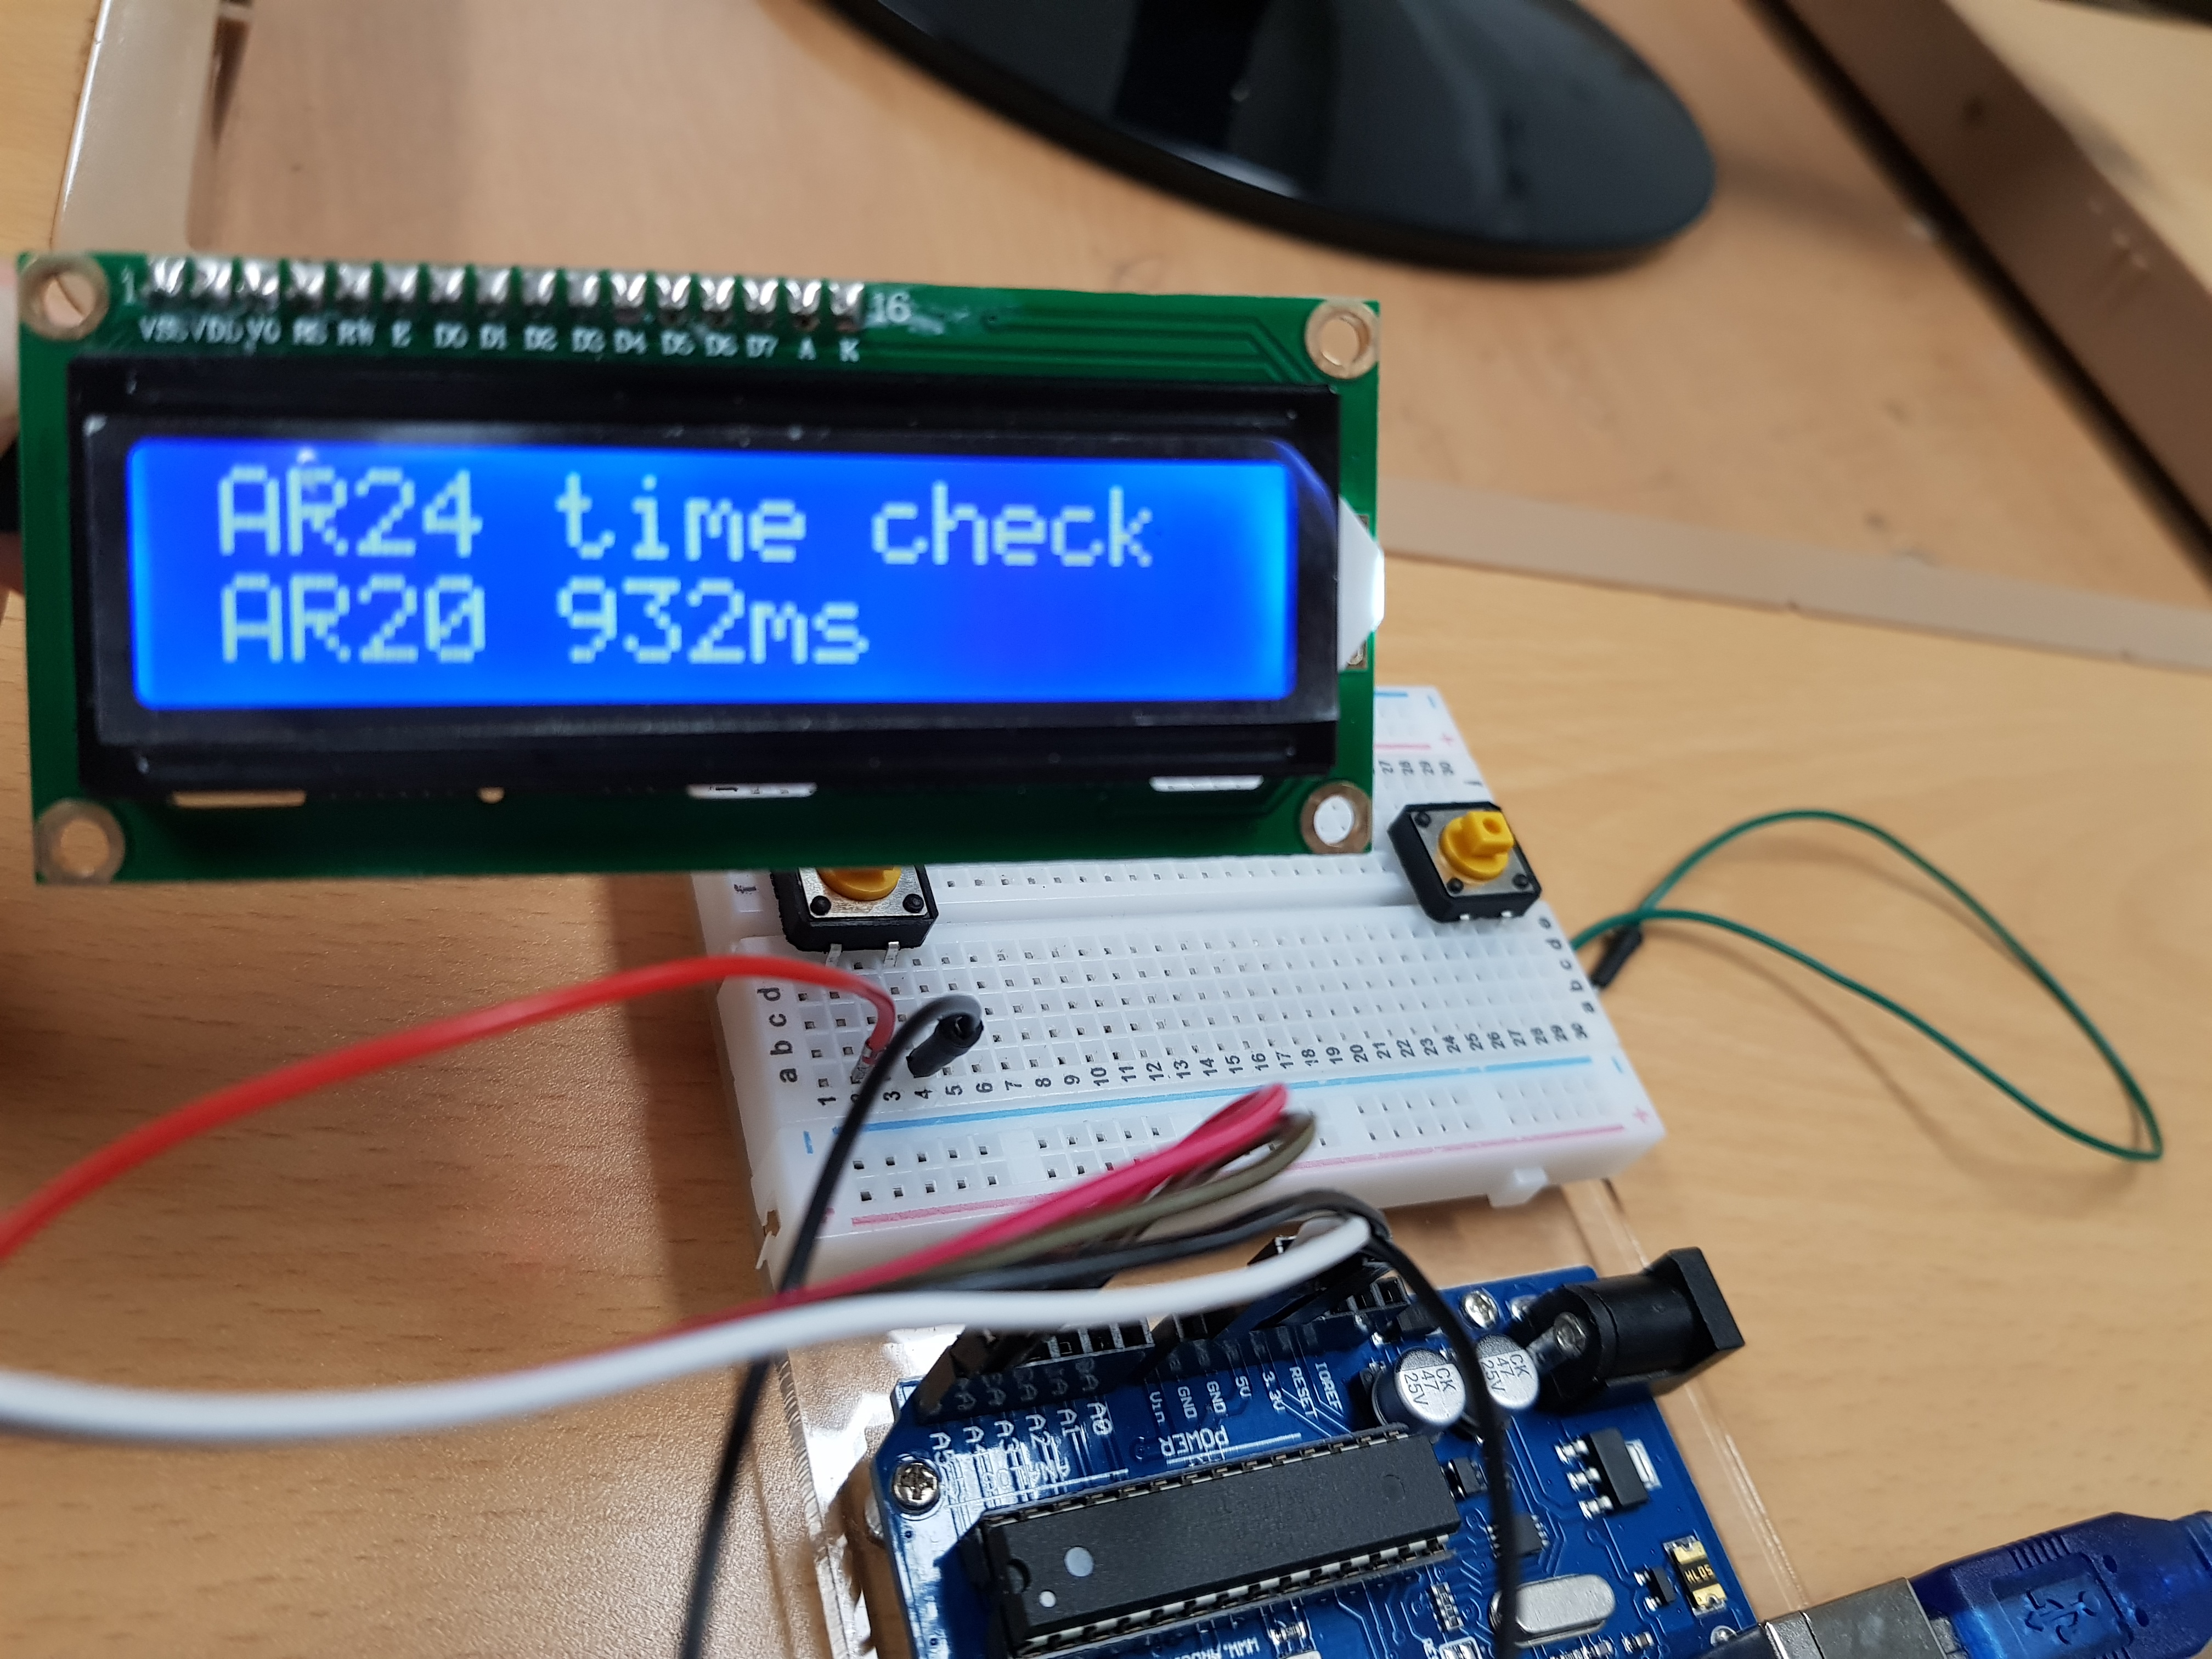 1 16
VSS VDD V0 RS RW E D0 D1 D2 D3 D4 D5 D6 D7 A K
AR24 time check
AR20 932ms
27 28 29 30
a b c d
a b c d e
1 2 3 4 5 6 7 8 9 10 11 12 13 14 15 16 17 18 19 20 21 22 23 24 25 26 27 28 29 30
A5 A4 A3 A2 A1 A0
Vin GND GND 5V 3.3V RESET IOREF
ANALOG
POWER
CK
47
25V
CK
47
25V